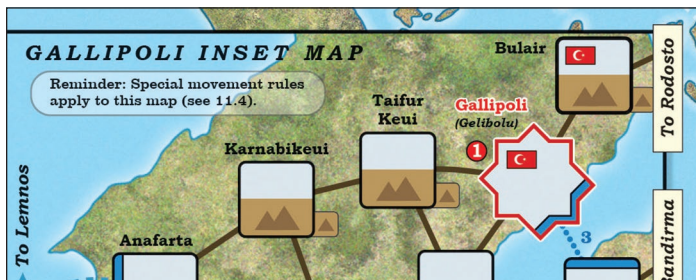 GALLIPOLI INSET MAP
Reminder: Special movement rules
apply to this map (see 11.4).
Bulair
To Rodosto
Taifur
Keui
Gallipoli
(Gelibolu)
1
Karnabikeui
To Lemnos
Anafarta
3
Bandirma